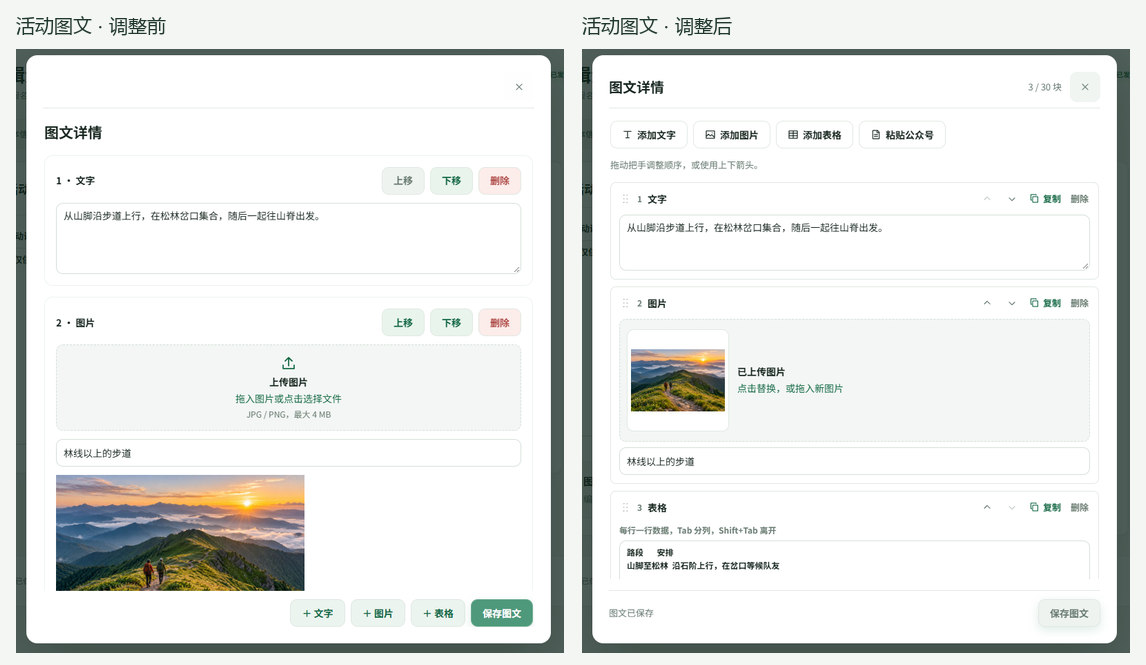 活动图文 · 调整前
图文详情
1 · 文字
上移
下移
删除
从山脚沿步道上行，在松林岔口集合，随后一起往山脊出发。
2 · 图片
上移
下移
删除
上传图片
拖入图片或点击选择文件
JPG / PNG，最大 4 MB
林线以上的步道
+ 文字
+ 图片
+ 表格
保存图文
活动图文 · 调整后
图文详情
3 / 30 块
添加文字
添加图片
添加表格
粘贴公众号
拖动把手调整顺序，或使用上下箭头。
1 文字
复制
删除
从山脚沿步道上行，在松林岔口集合，随后一起往山脊出发。
2 图片
复制
删除
已上传图片
点击替换，或拖入新图片
林线以上的步道
3 表格
复制
删除
每行一行数据，Tab 分列，Shift+Tab 离开
路段 安排
山脚至松林 沿石阶上行，在岔口等候队友
图文已保存
保存图文